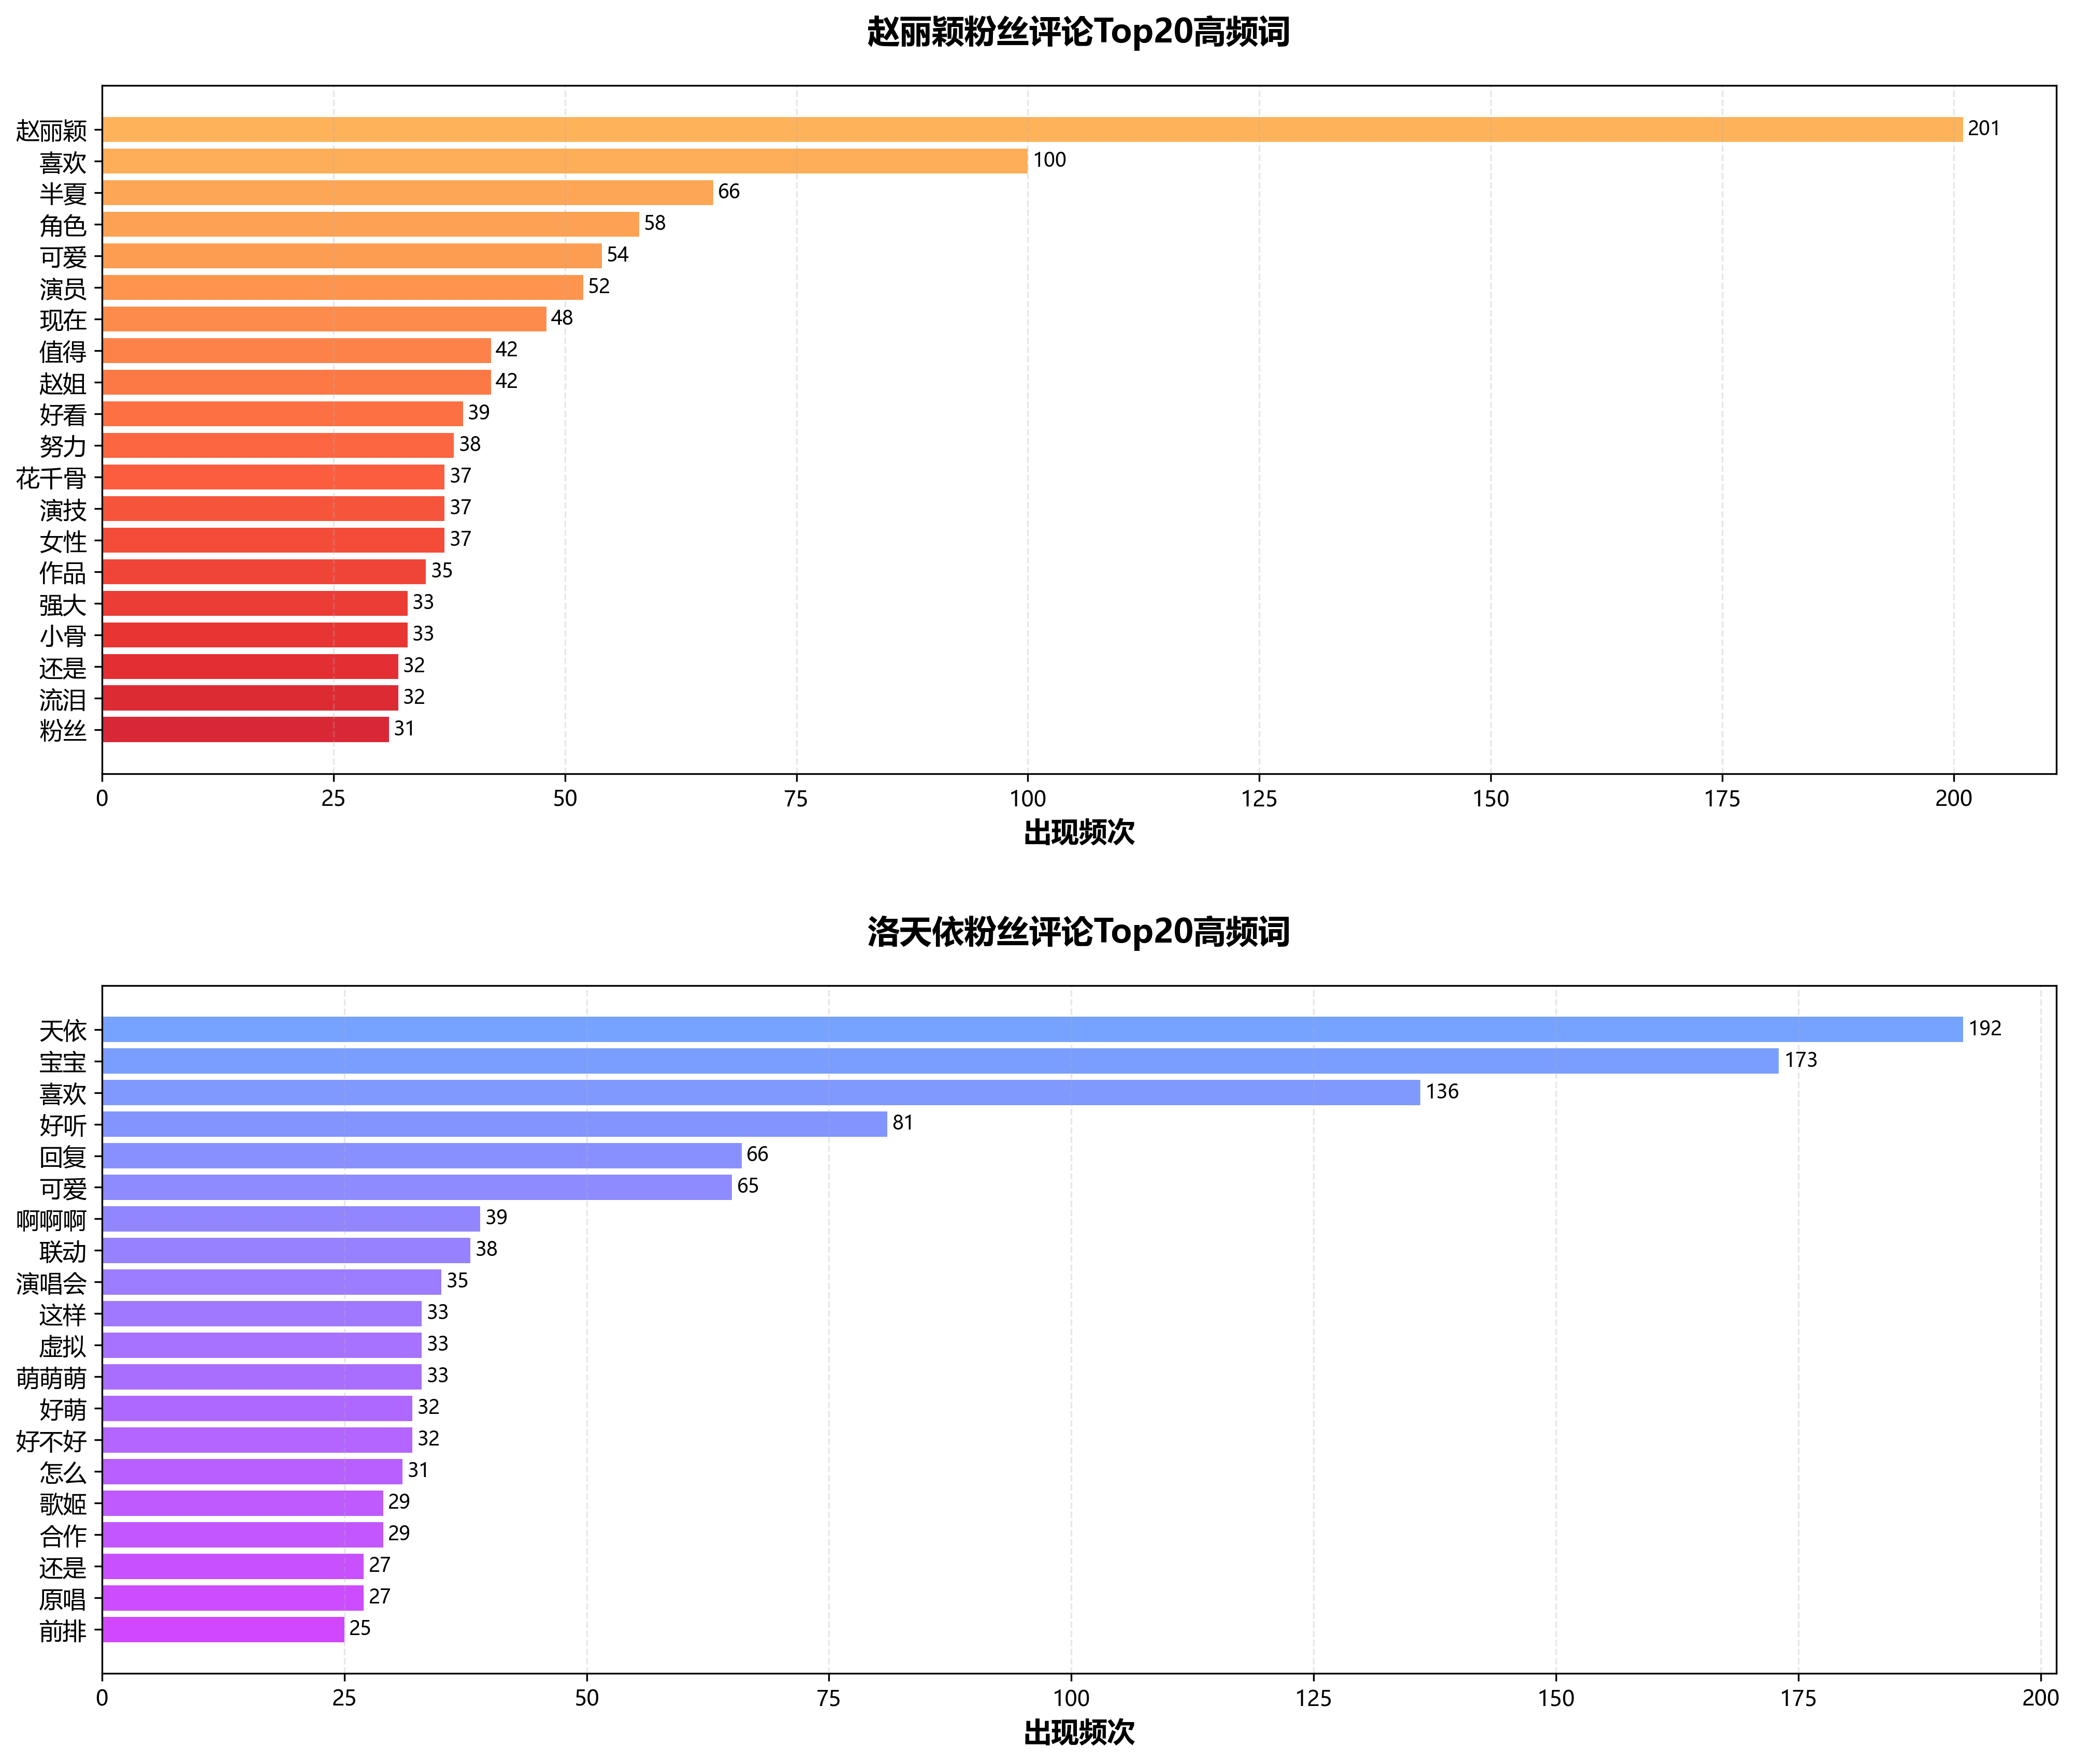 赵丽颖粉丝评论Top20高频词
赵丽颖 201
喜欢 100
半夏 66
角色 58
可爱 54
演员 52
现在 48
值得 42
赵姐 42
好看 39
努力 38
花千骨 37
演技 37
女性 37
作品 35
强大 33
小骨 33
还是 32
流泪 32
粉丝 31
0 25 50 75 100 125 150 175 200
出现频次
洛天依粉丝评论Top20高频词
天依 192
宝宝 173
喜欢 136
好听 81
回复 66
可爱 65
啊啊啊 39
联动 38
演唱会 35
这样 33
虚拟 33
萌萌萌 33
好萌 32
好不好 32
怎么 31
歌姬 29
合作 29
还是 27
原唱 27
前排 25
0 25 50 75 100 125 150 175 200
出现频次